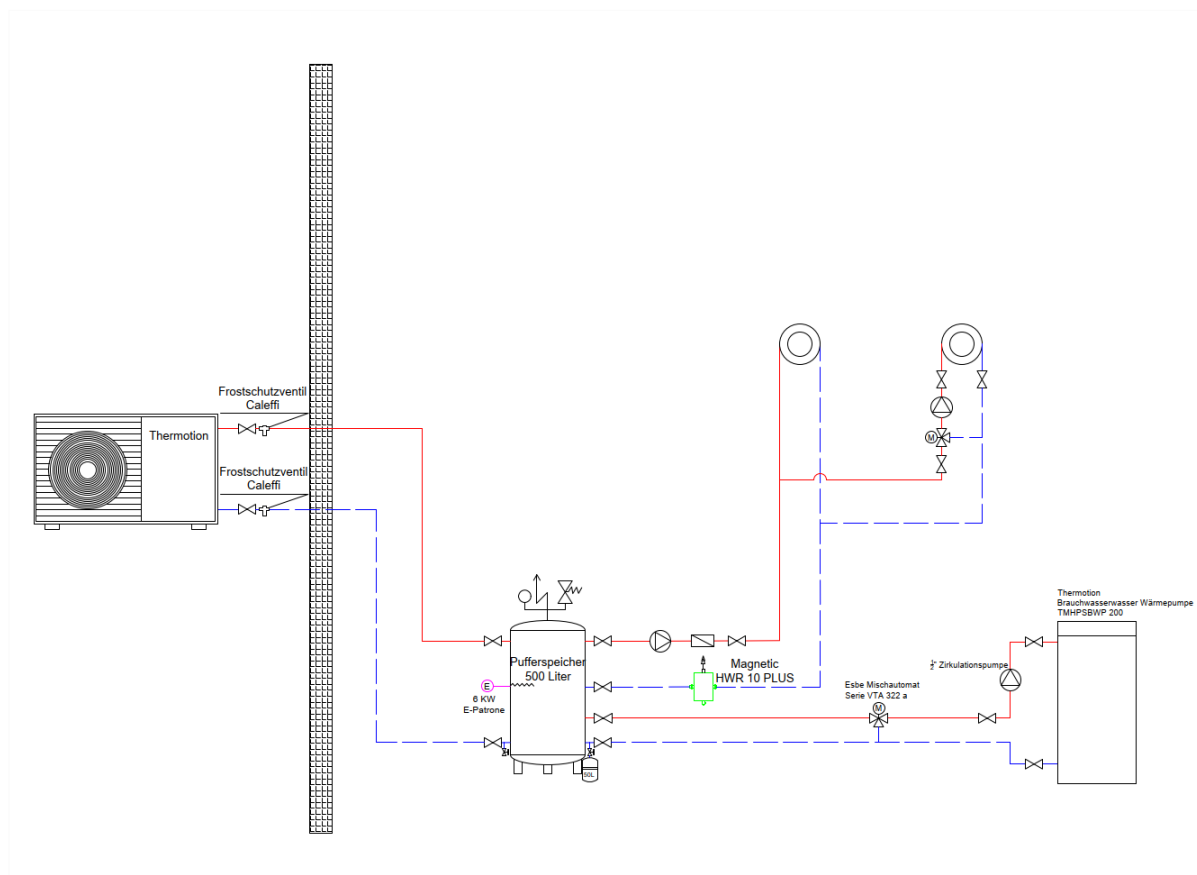 Frostschutzventil
Caleffi
Thermotion
Frostschutzventil
Caleffi
M
Thermotion
Brauchwasserwasser Wärmepumpe
TMHPSBWP 200
Pufferspeicher
500 Liter
Magnetic
HWR 10 PLUS
½" Zirkulationspumpe
E
6 KW
E-Patrone
Esbe Mischautomat
Serie VTA 322 a
M
50L